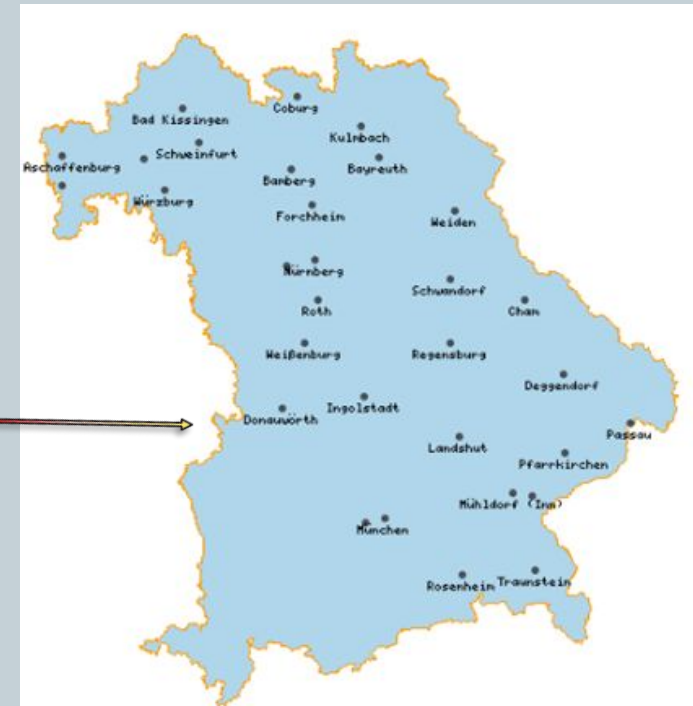 Coburg
Bad Kissingen
Kulmbach
Schweinfurt
Aschaffenburg
Bayreuth
Bamberg
Würzburg
Forchheim
Weiden
Nürnberg
Schwandorf
Roth
Cham
Weißenburg
Regensburg
Deggendorf
Ingolstadt
Donauwörth
Passau
Landshut
Pfarrkirchen
Mühldorf (Inn)
München
Rosenheim
Traunstein